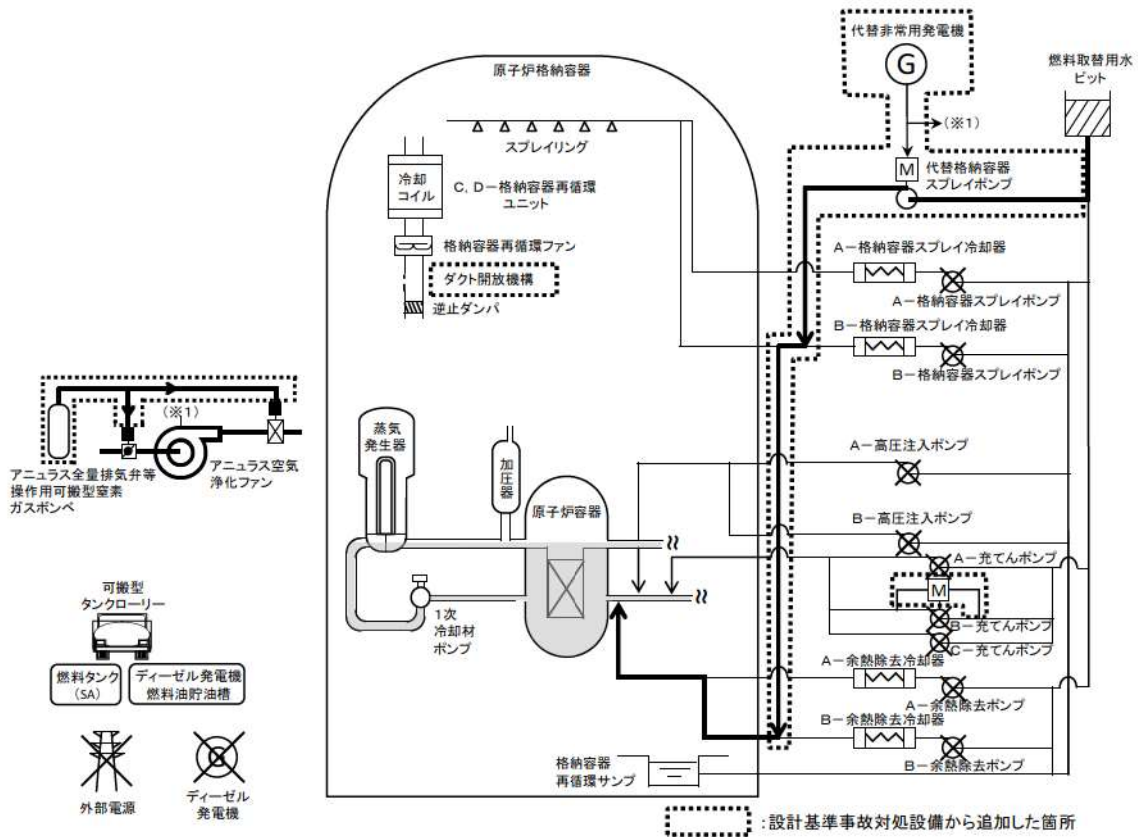 代替非常用発電機
G
(※1)
燃料取替用水
ピット
M
代替格納容器
スプレイポンプ
原子炉格納容器
スプレイリング
冷却
コイル
C, D-格納容器再循環
ユニット
格納容器再循環ファン
ダクト開放機構
逆止ダンパ
A-格納容器スプレイ冷却器
A-格納容器スプレイポンプ
B-格納容器スプレイ冷却器
B-格納容器スプレイポンプ
(※1)
アニュラス全量排気弁等
操作用可搬型窒素
ガスボンベ
アニュラス空気
浄化ファン
蒸気
発生器
加圧器
原子炉容器
1次
冷却材
ポンプ
A-高圧注入ポンプ
B-高圧注入ポンプ
A-充てんポンプ
M
B-充てんポンプ
C-充てんポンプ
A-余熱除去冷却器
A-余熱除去ポンプ
B-余熱除去冷却器
B-余熱除去ポンプ
可搬型
タンクローリー
燃料タンク
(SA)
ディーゼル発電機
燃料油貯油槽
外部電源
ディーゼル
発電機
格納容器
再循環サンプ
:設計基準事故対処設備から追加した箇所